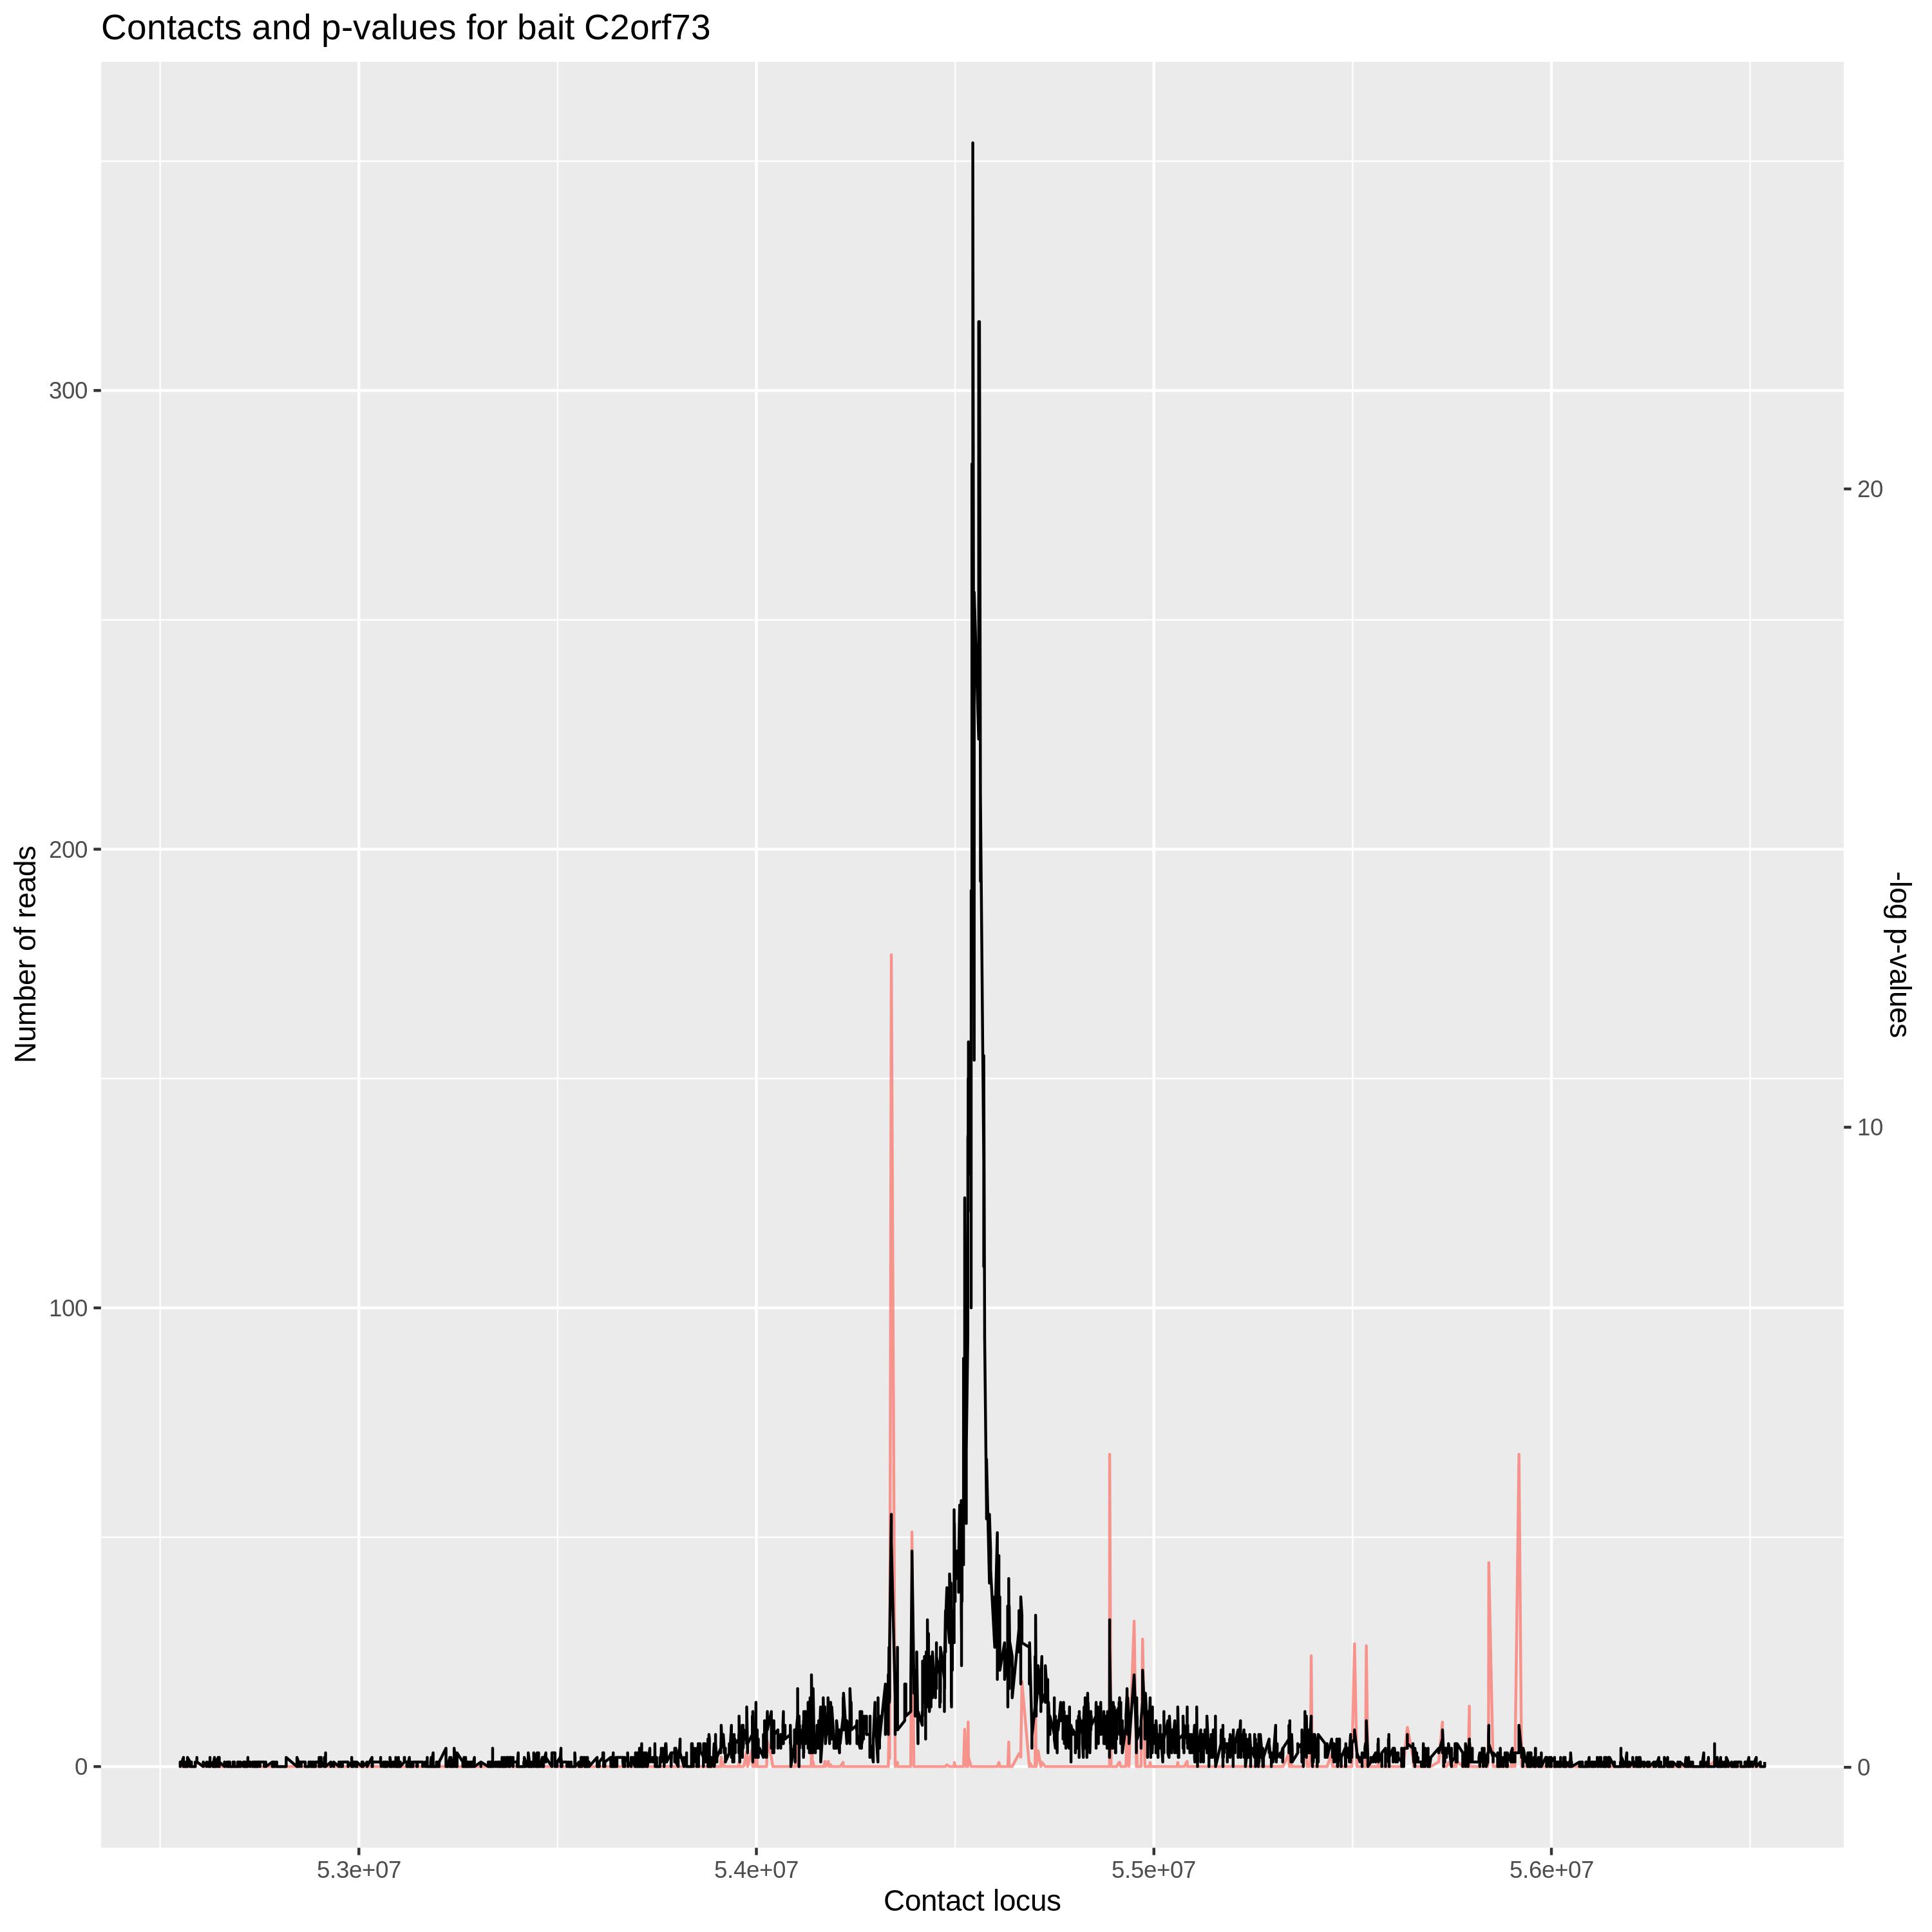 Contacts and p-values for bait C2orf73
Number of reads
300
200
100
0
20
10
0
-log p-values
5.3e+07
5.4e+07
5.5e+07
5.6e+07
Contact locus